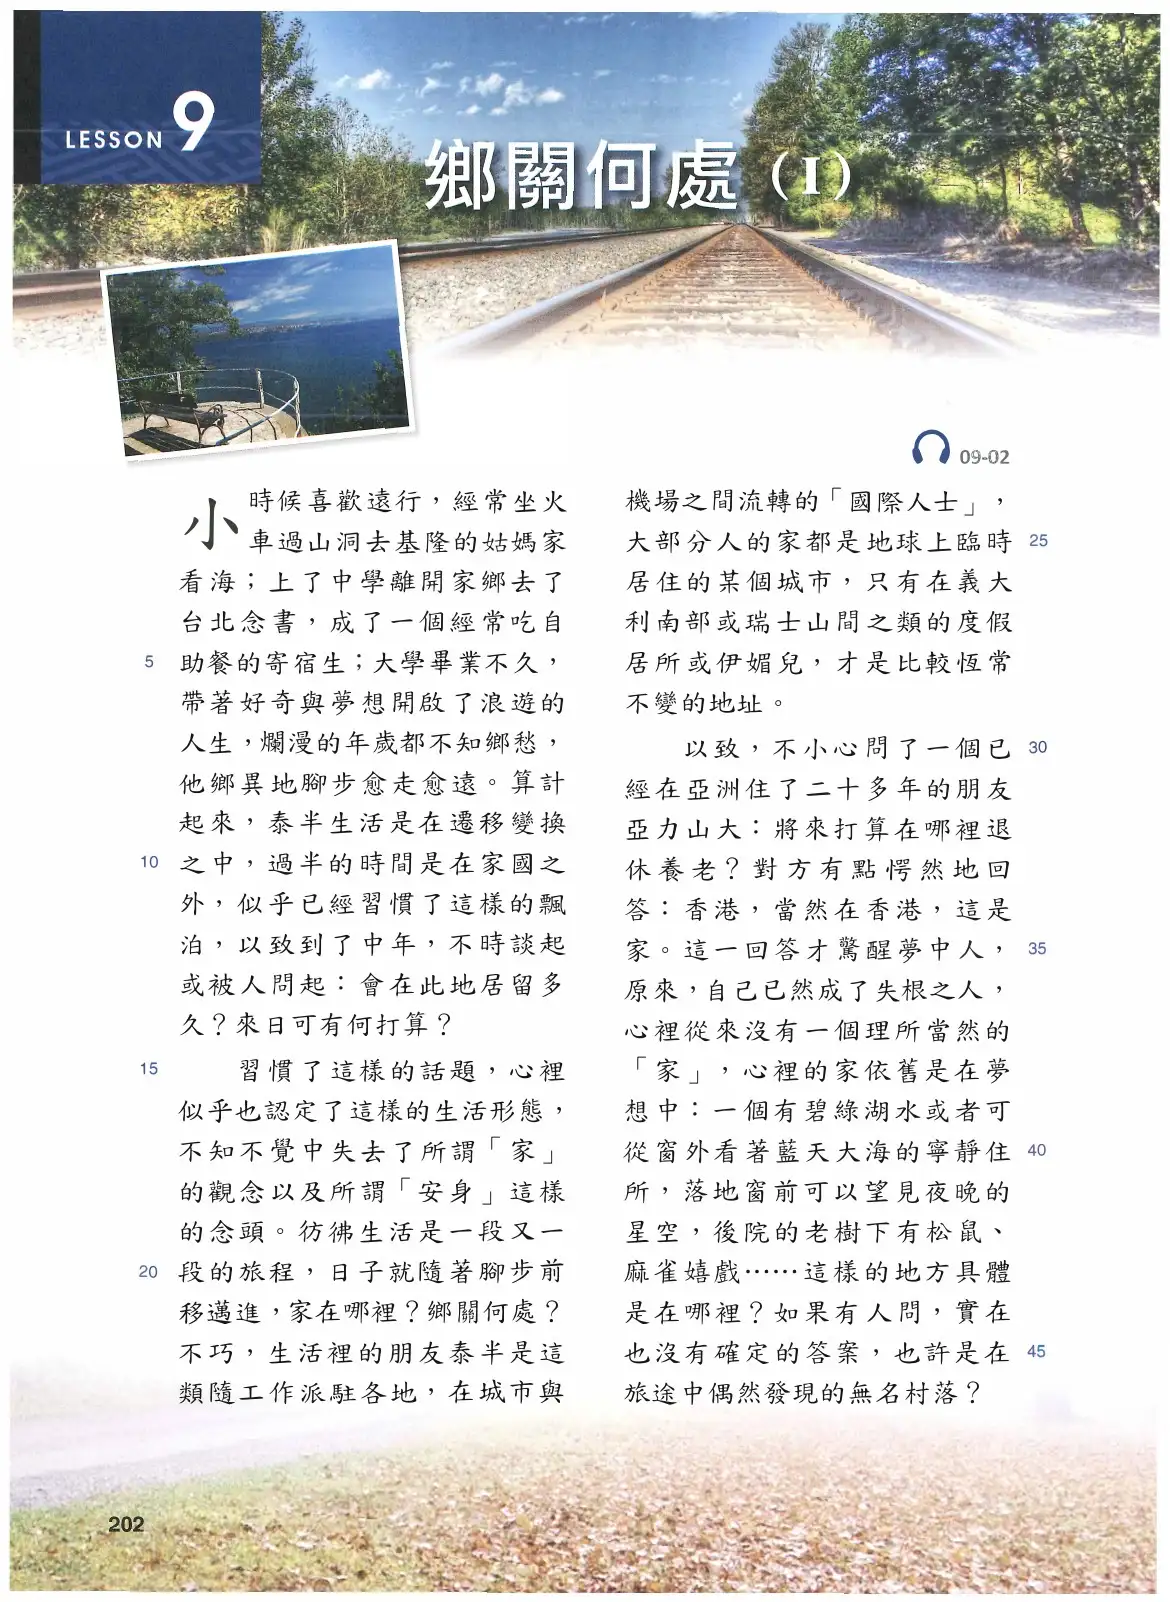 LESSON 9
鄉關何處（I）
09-02
小時候喜歡遠行，經常坐火
車過山洞去基隆的姑媽家
看海；上了中學離開家鄉去了
台北念書，成了一個經常吃自
5 助餐的寄宿生；大學畢業不久，
帶著好奇與夢想開啟了浪遊的
人生，爛漫的年歲都不知鄉愁，
他鄉異地腳步愈走愈遠。算計
起來，泰半生活是在遷移變換
10 之中，過半的時間是在家國之
外，似乎已經習慣了這樣的飄
泊，以致到了中年，不時談起
或被人問起：會在此地居留多
久？來日可有何打算？
15 習慣了這樣的話題，心裡
似乎也認定了這樣的生活形態，
不知不覺中失去了所謂「家」
的觀念以及所謂「安身」這樣
的念頭。彷彿生活是一段又一
20 段的旅程，日子就隨著腳步前
移邁進，家在哪裡？鄉關何處？
不巧，生活裡的朋友泰半是這
類隨工作派駐各地，在城市與
機場之間流轉的「國際人士」，
大部分人的家都是地球上臨時 25
居住的某個城市，只有在義大
利南部或瑞士山間之類的度假
居所或伊媚兒，才是比較恆常
不變的地址。
以致，不小心問了一個已 30
經在亞洲住了二十多年的朋友
亞力山大：將來打算在哪裡退
休養老？對方有點愕然地回
答：香港，當然在香港，這是
家。這一回答才驚醒夢中人， 35
原來，自己已然成了失根之人，
心裡從來沒有一個理所當然的
「家」，心裡的家依舊是在夢
想中：一個有碧綠湖水或者可
從窗外看著藍天大海的寧靜住 40
所，落地窗前可以望見夜晚的
星空，後院的老樹下有松鼠、
麻雀嬉戲……這樣的地方具體
是在哪裡？如果有人問，實在
也沒有確定的答案，也許是在 45
旅途中偶然發現的無名村落？
202